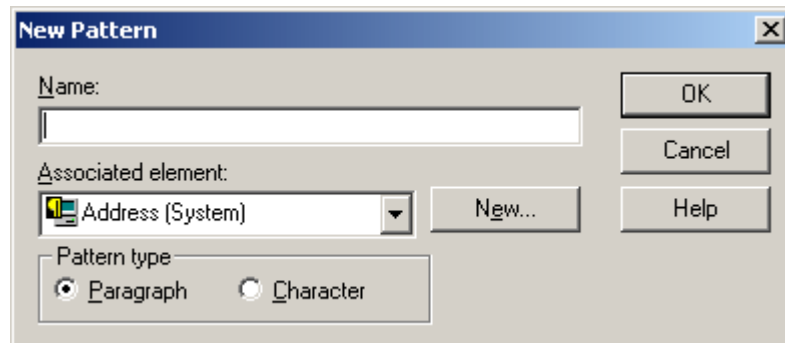 New Pattern
Name:
OK
Cancel
Associated element:
Address (System)
New...
Help
Pattern type
Paragraph
Character